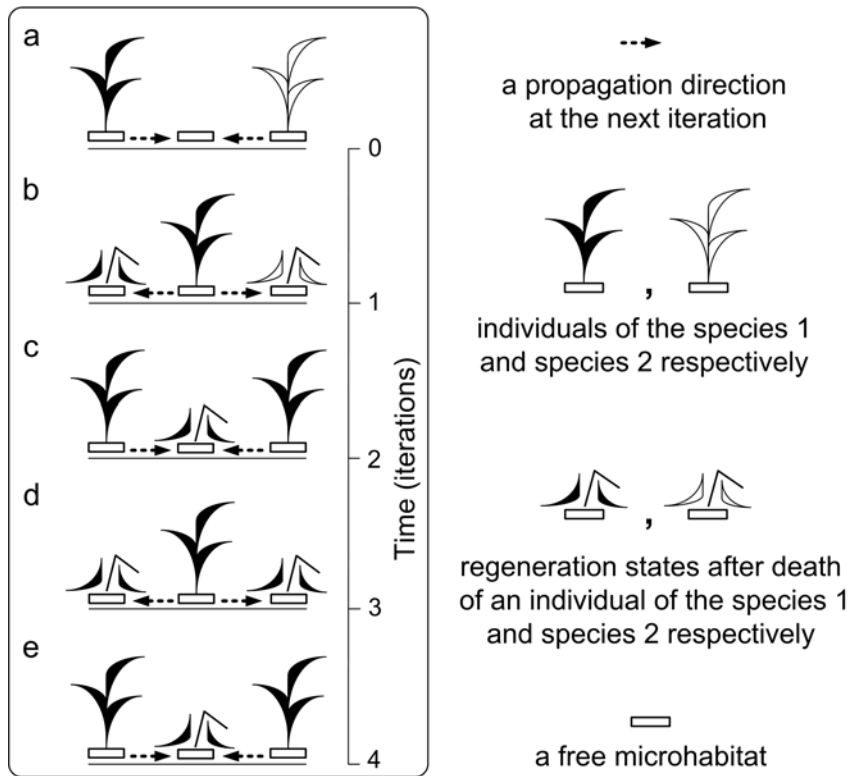 a
0
b
1
c
2
d
3
e
4
Time (iterations)
a propagation direction
at the next iteration
,
individuals of the species 1
and species 2 respectively
,
regeneration states after death
of an individual of the species 1
and species 2 respectively
a free microhabitat